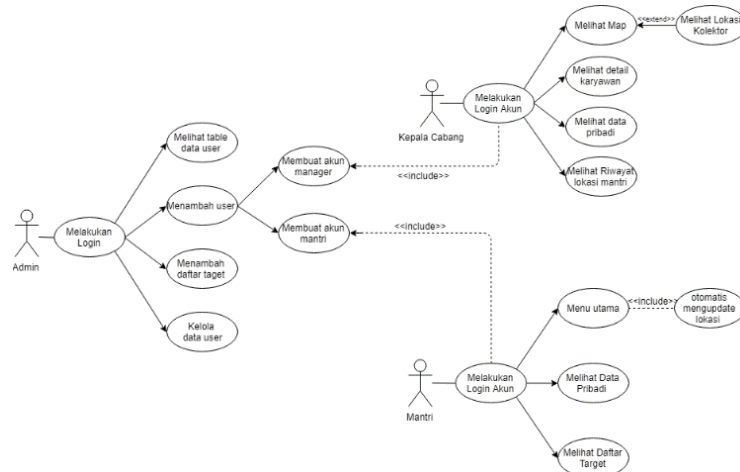 Melihat Map
<<extend>>
Melihat Lokasi
Kolektor
Melihat detail
karyawan
Melakukan
Login Akun
Kepala Cabang
Melihat data
pribadi
Melihat Riwayat
lokasi mantri
<<include>>
Melihat table
data user
Membuat akun
manager
Menambah user
Membuat akun
mantri
<<include>>
Melakukan
Login
Admin
Menambah
daftar taget
Kelola
data user
Menu utama
<<include>>
otomatis
mengupdate
lokasi
Melakukan
Login Akun
Mantri
Melihat Data
Pribadi
Melihat Daftar
Target